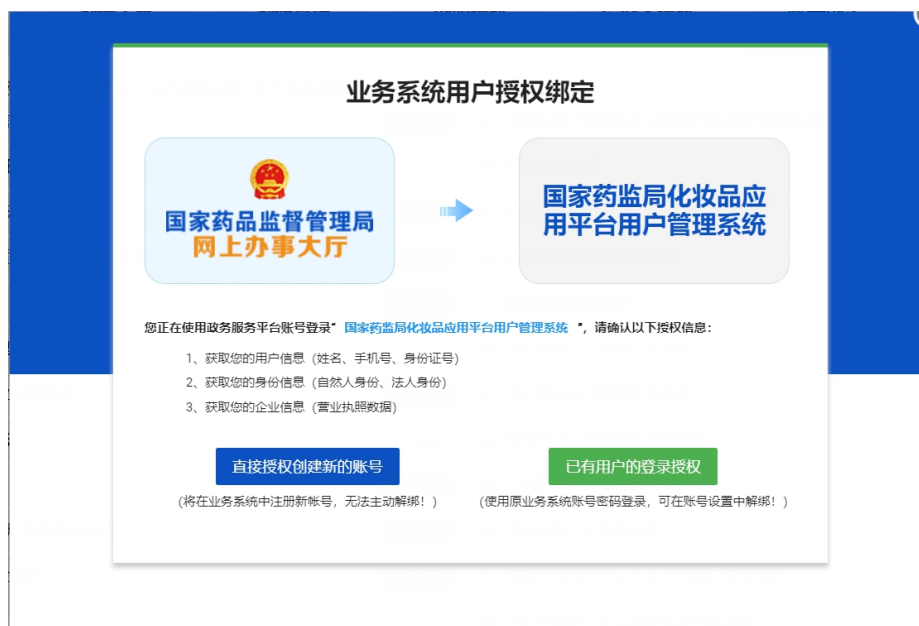 业务系统用户授权绑定
国家药品监督管理局
网上办事大厅
国家药监局化妆品应
用平台用户管理系统
您正在使用政务服务平台账号登录“ 国家药监局化妆品应用平台用户管理系统 ”，请确认以下授权信息：
1、获取您的用户信息（姓名、手机号、身份证号）
2、获取您的身份信息（自然人身份、法人身份）
3、获取您的企业信息（营业执照数据）
直接授权创建新的账号
已有用户的登录授权
（将在业务系统中注册新帐号，无法主动解绑！）
（使用原业务系统账号密码登录，可在账号设置中解绑！）